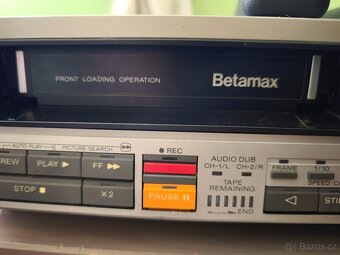 FRONT LOADING OPERATION
Betamax
AUTO PLAY
PICTURE SEARCH
REC
AUDIO DUB
CH-1/L
CH-2/R
REW
PLAY
FF
TAPE
REMAINING
FRAME
1/10
STOP
×2
PAUSE
END
SPEED
© Bazos.cz